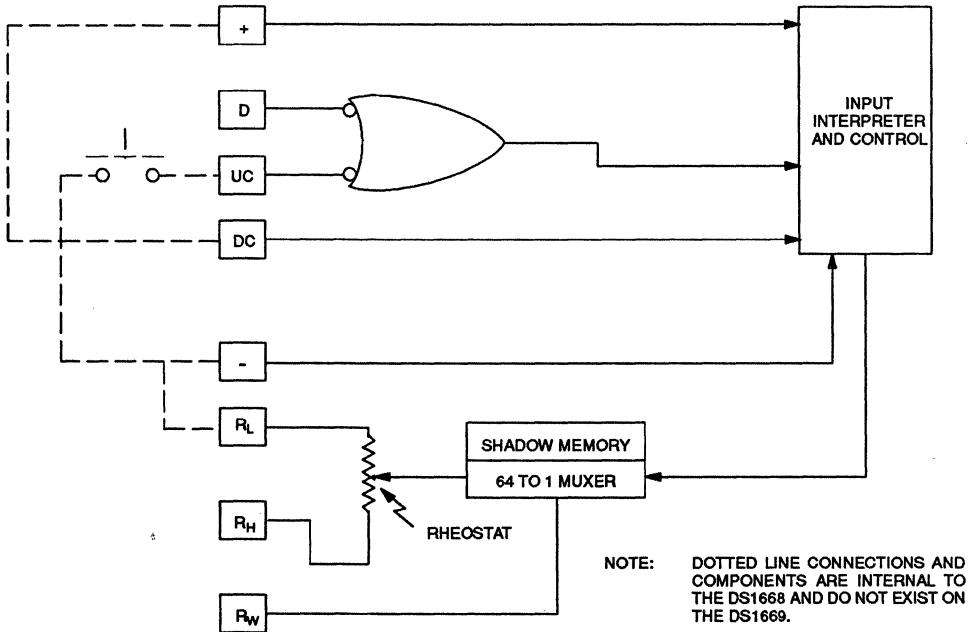 +
D
UC
DC
-
RL
RH
RW
INPUT
INTERPRETER
AND CONTROL
SHADOW MEMORY
64 TO 1 MUXER
RHEOSTAT
NOTE: DOTTED LINE CONNECTIONS AND
COMPONENTS ARE INTERNAL TO
THE DS1668 AND DO NOT EXIST ON
THE DS1669.